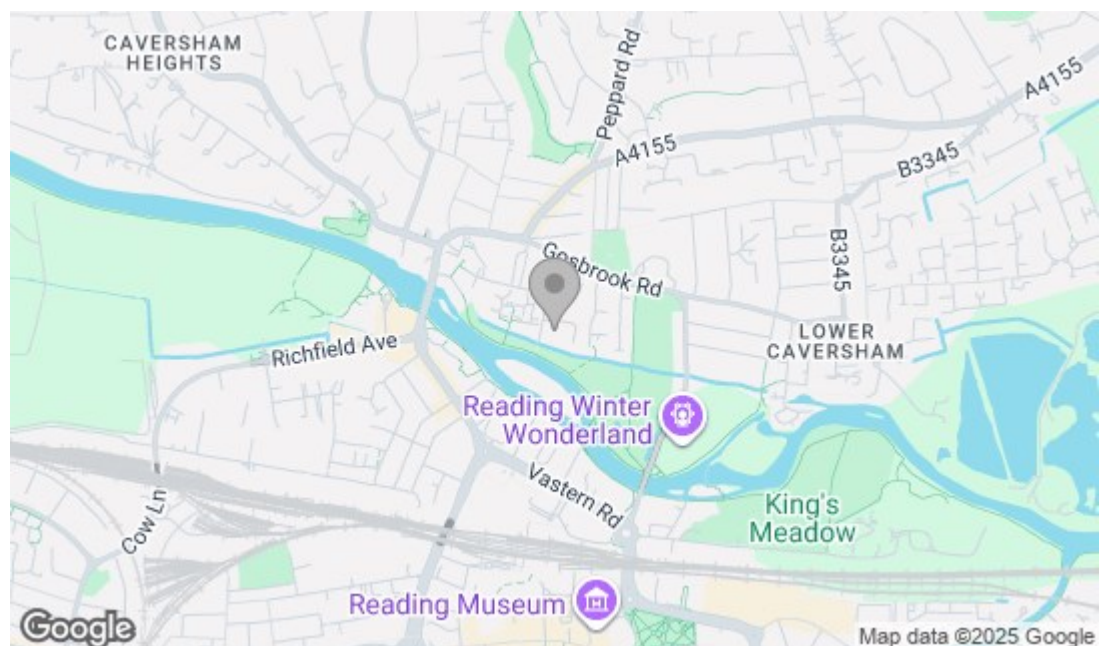 CAVERSHAM
HEIGHTS
Peppard Rd
A4155
A4155
B3345
B3345
Gosbrook Rd
LOWER
CAVERSHAM
Richfield Ave
Reading Winter
Wonderland
Vastern Rd
Cow Ln
King's
Meadow
Reading Museum
Google
Map data ©2025 Google